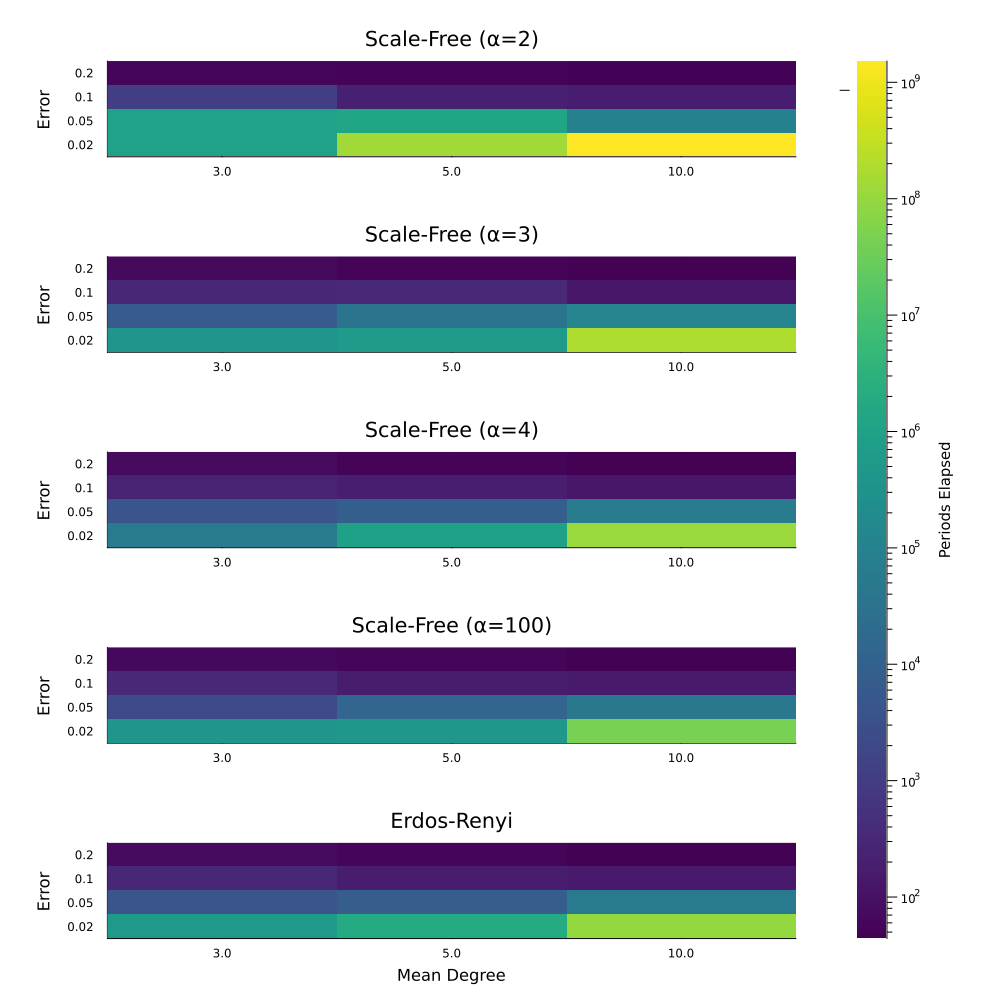 Scale-Free (α=2)
Error
0.2
0.1
0.05
0.02
3.0 5.0 10.0
Scale-Free (α=3)
Error
0.2
0.1
0.05
0.02
3.0 5.0 10.0
Scale-Free (α=4)
Error
0.2
0.1
0.05
0.02
3.0 5.0 10.0
Scale-Free (α=100)
Error
0.2
0.1
0.05
0.02
3.0 5.0 10.0
Erdos-Renyi
Error
0.2
0.1
0.05
0.02
3.0 5.0 10.0
Mean Degree
10⁹
10⁸
10⁷
10⁶
10⁵
10⁴
10³
10²
Periods Elapsed